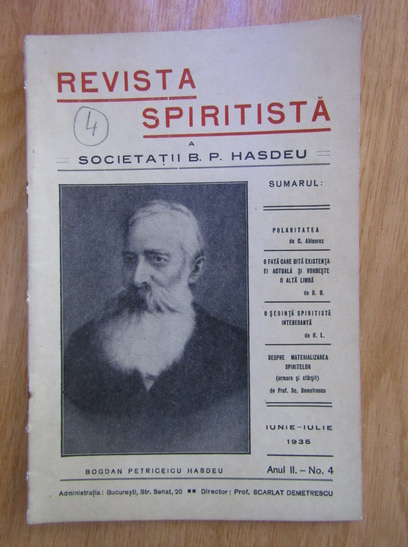 REVISTA
SPIRITISTĂ
4
A
SOCIETAȚII B. P. HASDEU
SUMARUL:
POLARITATEA
de C. Abisorez
O FATĂ CARE UITĂ EXISTENȚA
EI ACTUALĂ ȘI VORBEȘTE
O ALTĂ LIMBĂ
de D. B.
O ȘEDINȚĂ SPIRITISTĂ
INTERESANTĂ
de R. L.
DESPRE MATERIALIZAREA
SPIRITELOR
(urmare și sfârșit)
de Prof. Sc. Demetrescu
IUNIE-IULIE
1935
BOGDAN PETRICEICU HASDEU
Anul II. – No. 4
Administrația: București, Str. Senat, 20 ■■ Director: Prof. SCARLAT DEMETRESCU